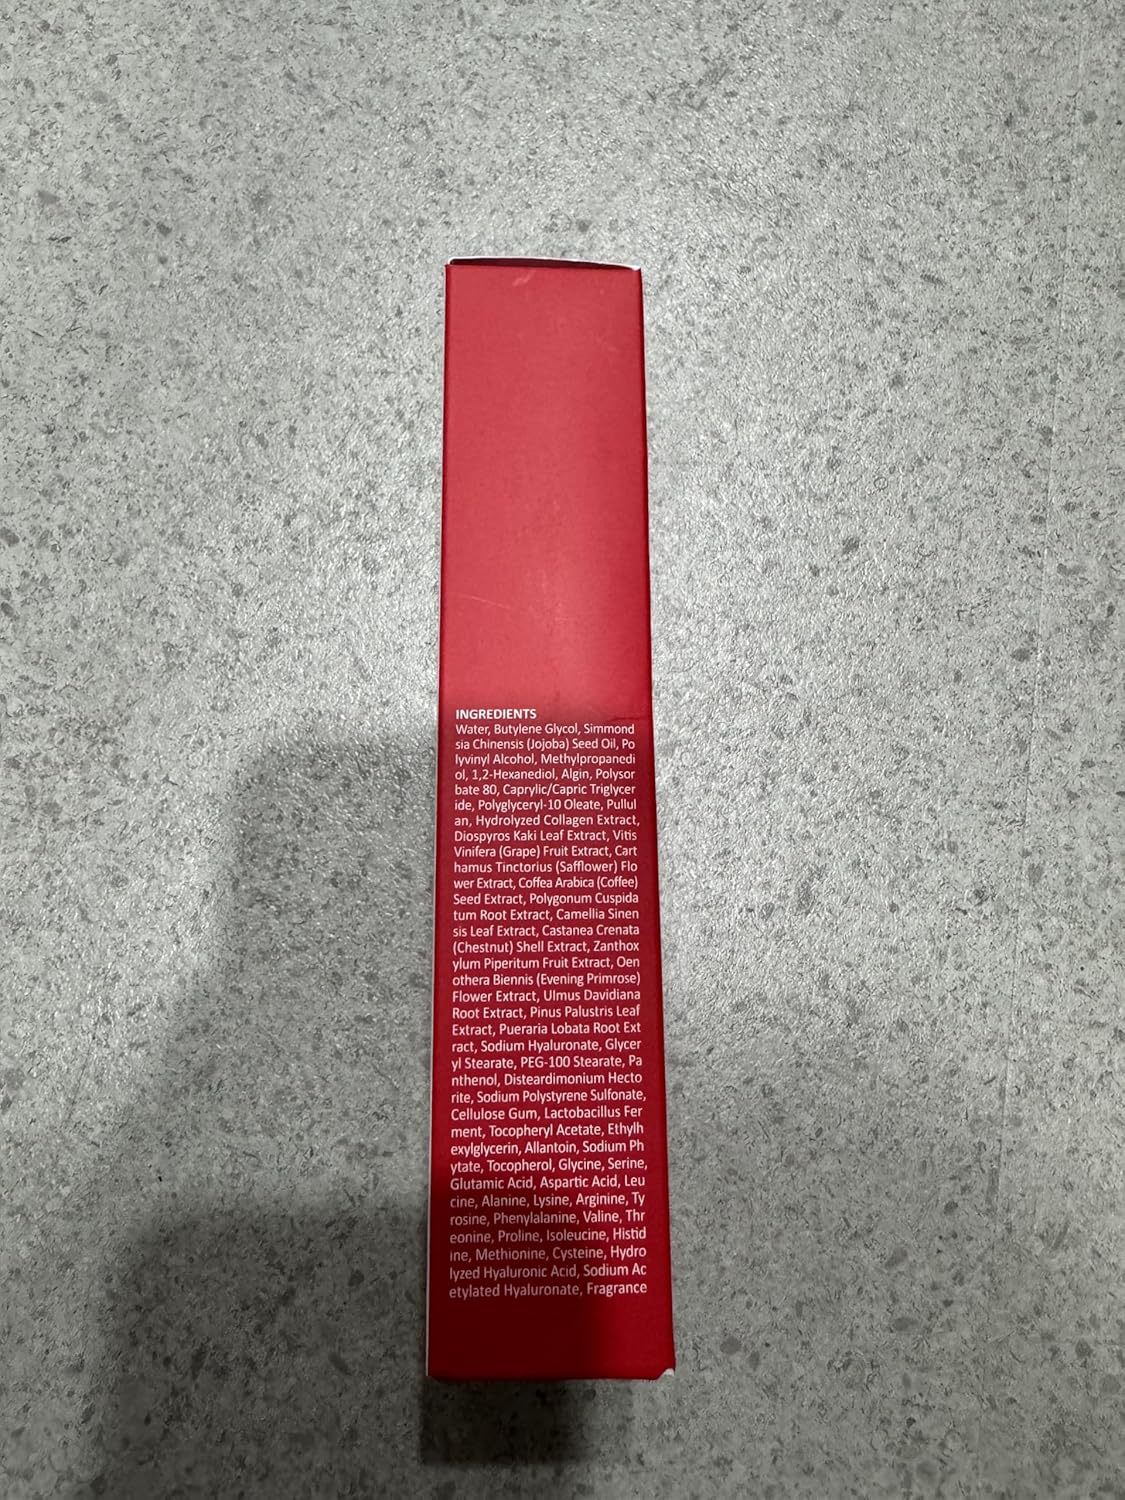 INGREDIENTS
Water, Butylene Glycol, Simmond
sia Chinensis (Jojoba) Seed Oil, Po
lyvinyl Alcohol, Methylpropanedi
ol, 1,2-Hexanediol, Algin, Polysor
bate 80, Caprylic/Capric Triglycer
ide, Polyglyceryl-10 Oleate, Pullul
an, Hydrolyzed Collagen Extract,
Diospyros Kaki Leaf Extract, Vitis
Vinifera (Grape) Fruit Extract, Cart
hamus Tinctorius (Safflower) Flo
wer Extract, Coffea Arabica (Coffee)
Seed Extract, Polygonum Cuspida
tum Root Extract, Camellia Sinen
sis Leaf Extract, Castanea Crenata
(Chestnut) Shell Extract, Zanthox
ylum Piperitum Fruit Extract, Oen
othera Biennis (Evening Primrose)
Flower Extract, Ulmus Davidiana
Root Extract, Pinus Palustris Leaf
Extract, Pueraria Lobata Root Ext
ract, Sodium Hyaluronate, Glycer
yl Stearate, PEG-100 Stearate, Pa
nthenol, Disteardimonium Hecto
rite, Sodium Polystyrene Sulfonate,
Cellulose Gum, Lactobacillus Fer
ment, Tocopheryl Acetate, Ethylh
exylglycerin, Allantoin, Sodium Ph
ytate, Tocopherol, Glycine, Serine,
Glutamic Acid, Aspartic Acid, Leu
cine, Alanine, Lysine, Arginine, Ty
rosine, Phenylalanine, Valine, Thr
eonine, Proline, Isoleucine, Histid
ine, Methionine, Cysteine, Hydro
lyzed Hyaluronic Acid, Sodium Ac
etylated Hyaluronate, Fragrance